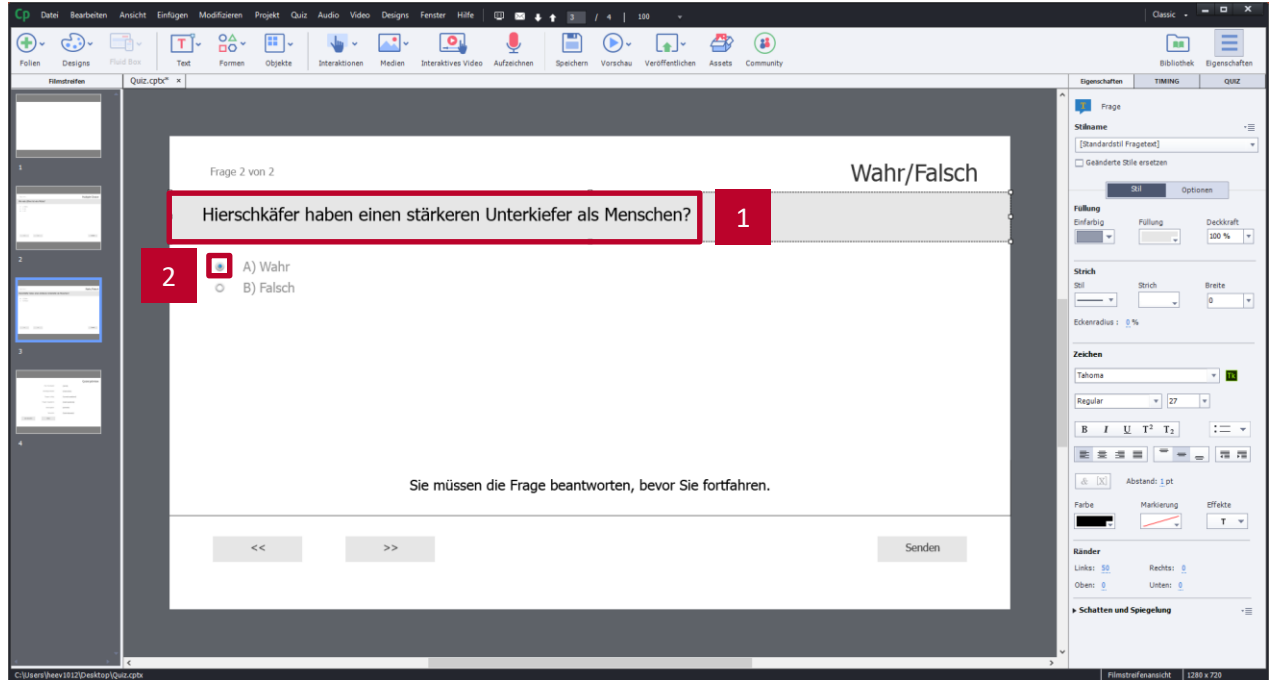 Cp Datei Bearbeiten Ansicht Einfügen Modifizieren Projekt Quiz Audio Video Designs Fenster Hilfe 3 / 4 100 Classic
Folien Designs Fluid Box Text Formen Objekte Interaktionen Medien Interaktives Video Aufzeichnen Speichern Vorschau Veröffentlichen Assets Community Bibliothek Eigenschaften
Filmstreifen Quiz.cptx* × Eigenschaften TIMING QUIZ
1
2
3
4
Frage 2 von 2
Wahr/Falsch
Hierschkäfer haben einen stärkeren Unterkiefer als Menschen?
1
2
A) Wahr
B) Falsch
Sie müssen die Frage beantworten, bevor Sie fortfahren.
<< >> Senden
Frage
Stilname
[Standardstil Fragetext]
Geänderte Stile ersetzen
Stil Optionen
Füllung
Einfarbig Füllung Deckkraft
100 %
Strich
Stil Strich Breite
0
Eckenradius : 0 %
Zeichen
Tahoma Tk
Regular 27
B I U T² T₂
Abstand: 1 pt
Farbe Markierung Effekte
T
Ränder
Links: 50 Rechts: 0
Oben: 0 Unten: 0
Schatten und Spiegelung
C:\Users\heev1012\Desktop\Quiz.cptx Filmstreifenansicht 1280 x 720